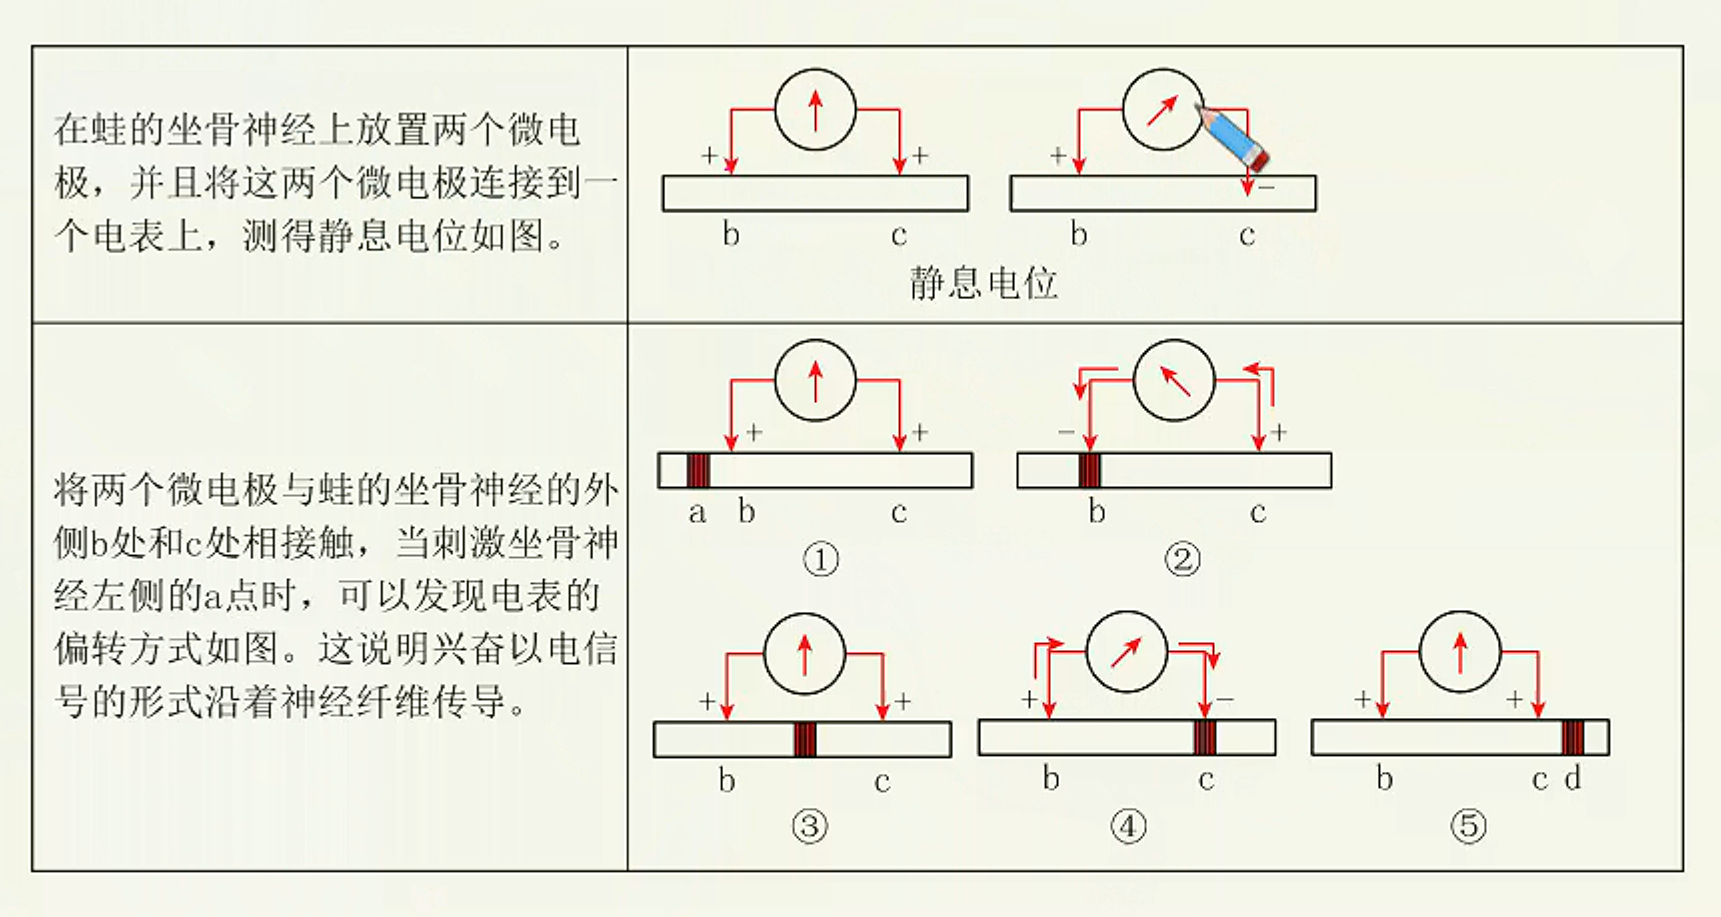 在蛙的坐骨神经上放置两个微电
极，并且将这两个微电极连接到一
个电表上，测得静息电位如图。
+ + + −
b c b c
静息电位
将两个微电极与蛙的坐骨神经的外
侧b处和c处相接触，当刺激坐骨神
经左侧的a点时，可以发现电表的
偏转方式如图。这说明兴奋以电信
号的形式沿着神经纤维传导。
+ + − +
a b c b c
① ②
+ + + − + +
b c b c b c d
③ ④ ⑤